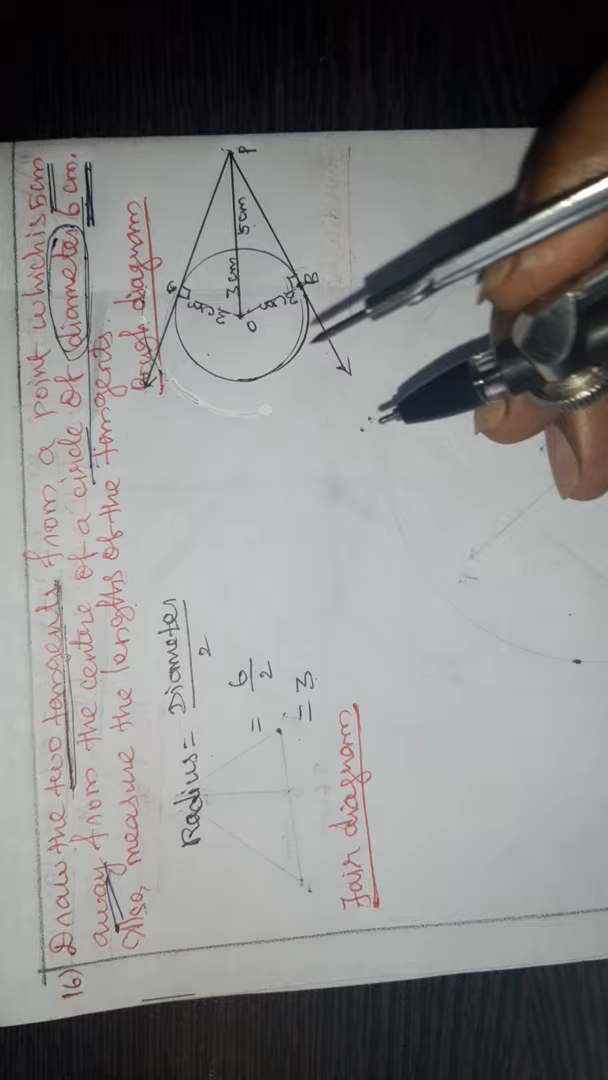 16) Draw the two tangents from a point which is 5cm
away from the centre of a circle of diameter 6 cm.
Also, measure the lengths of the tangents
Radius = Diameter
2
= 6
2
= 3
Rough diagram
P
5cm
3cm
O
B
Fair diagram